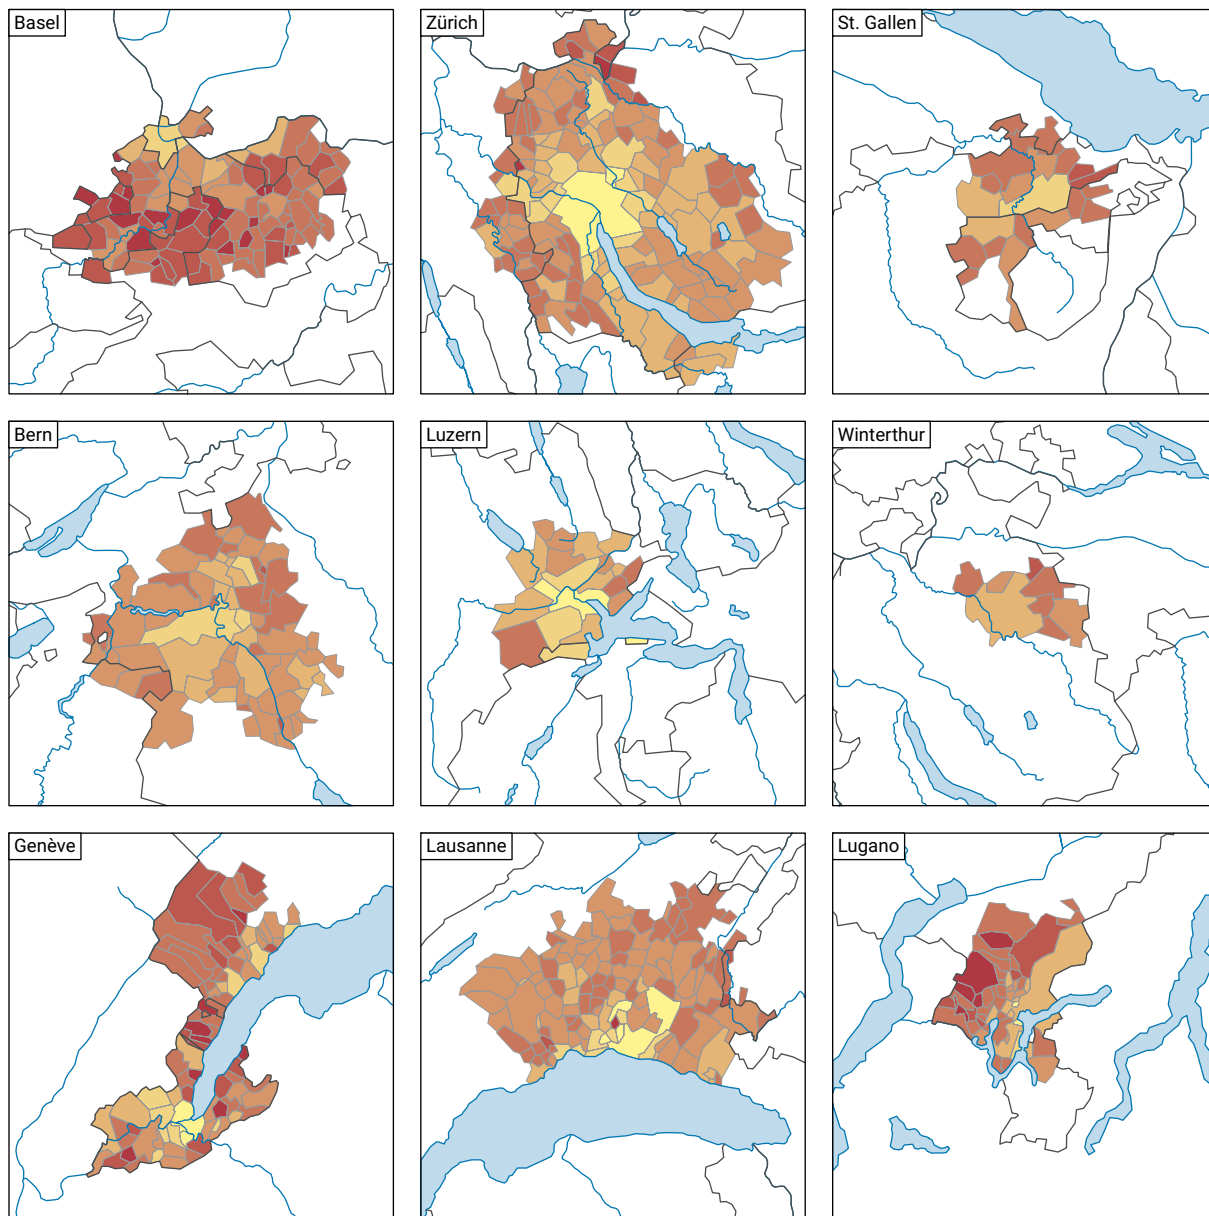 Basel
Zürich
St. Gallen
Bern
Luzern
Winterthur
Genève
Lausanne
Lugano